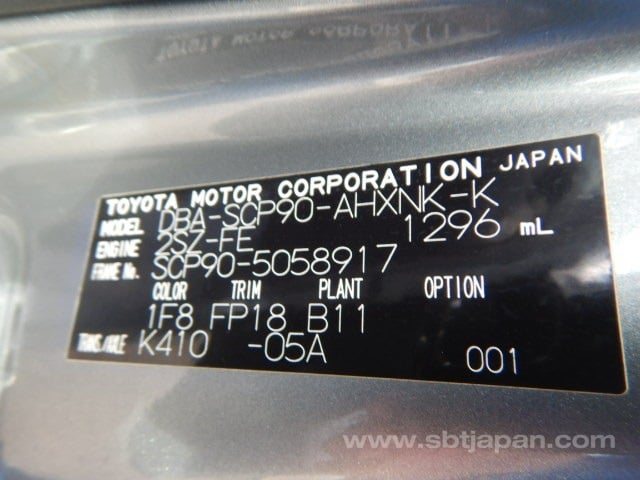 TOYOTA MOTOR CORPORATION JAPAN
MODEL DBA-SCP90-AHXNK-K
ENGINE 2SZ-FE 1296 mL
FRAME No. SCP90-5058917
COLOR TRIM PLANT OPTION
1F8 FP18 B11
TRANS/AXLE K410 -05A 001
www.sbtjapan.com